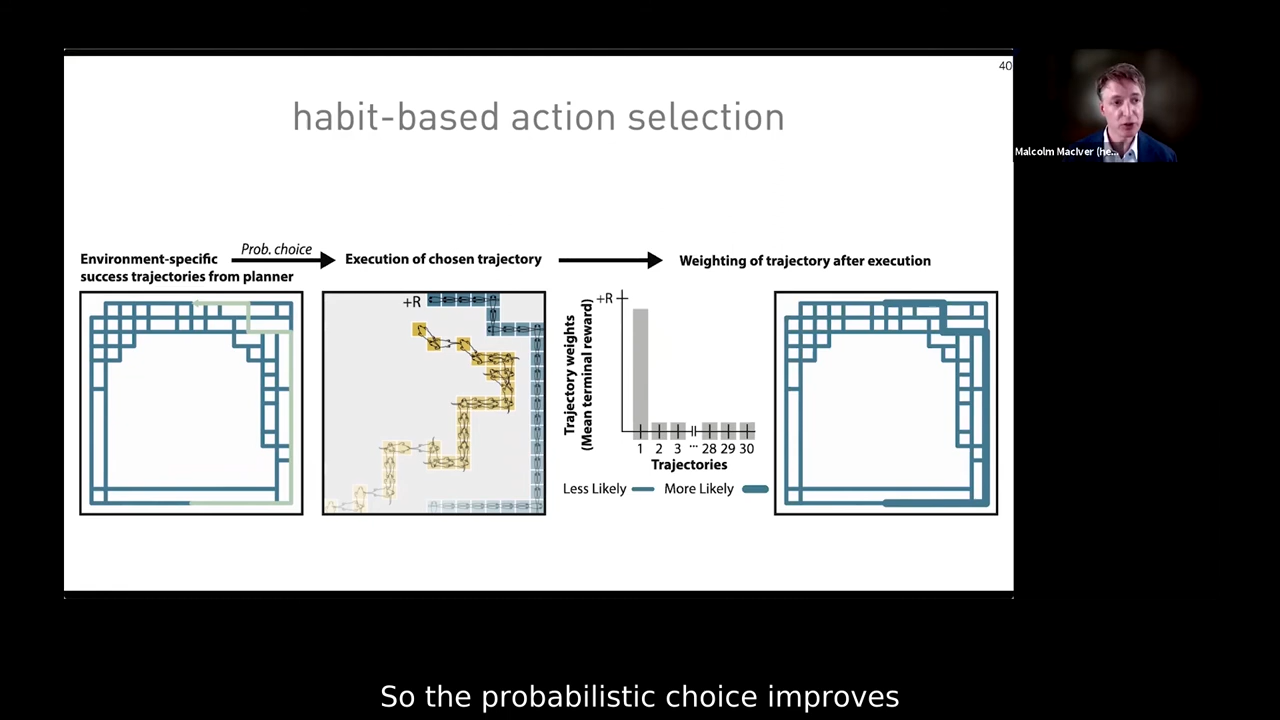 40
habit-based action selection
Malcolm MacIver (he...
Prob. choice
Environment-specific
success trajectories from planner
Execution of chosen trajectory
Weighting of trajectory after execution
+R
+R
Trajectory weights
(Mean terminal reward)
1 2 3 ... 28 29 30
Trajectories
Less Likely More Likely
So the probabilistic choice improves